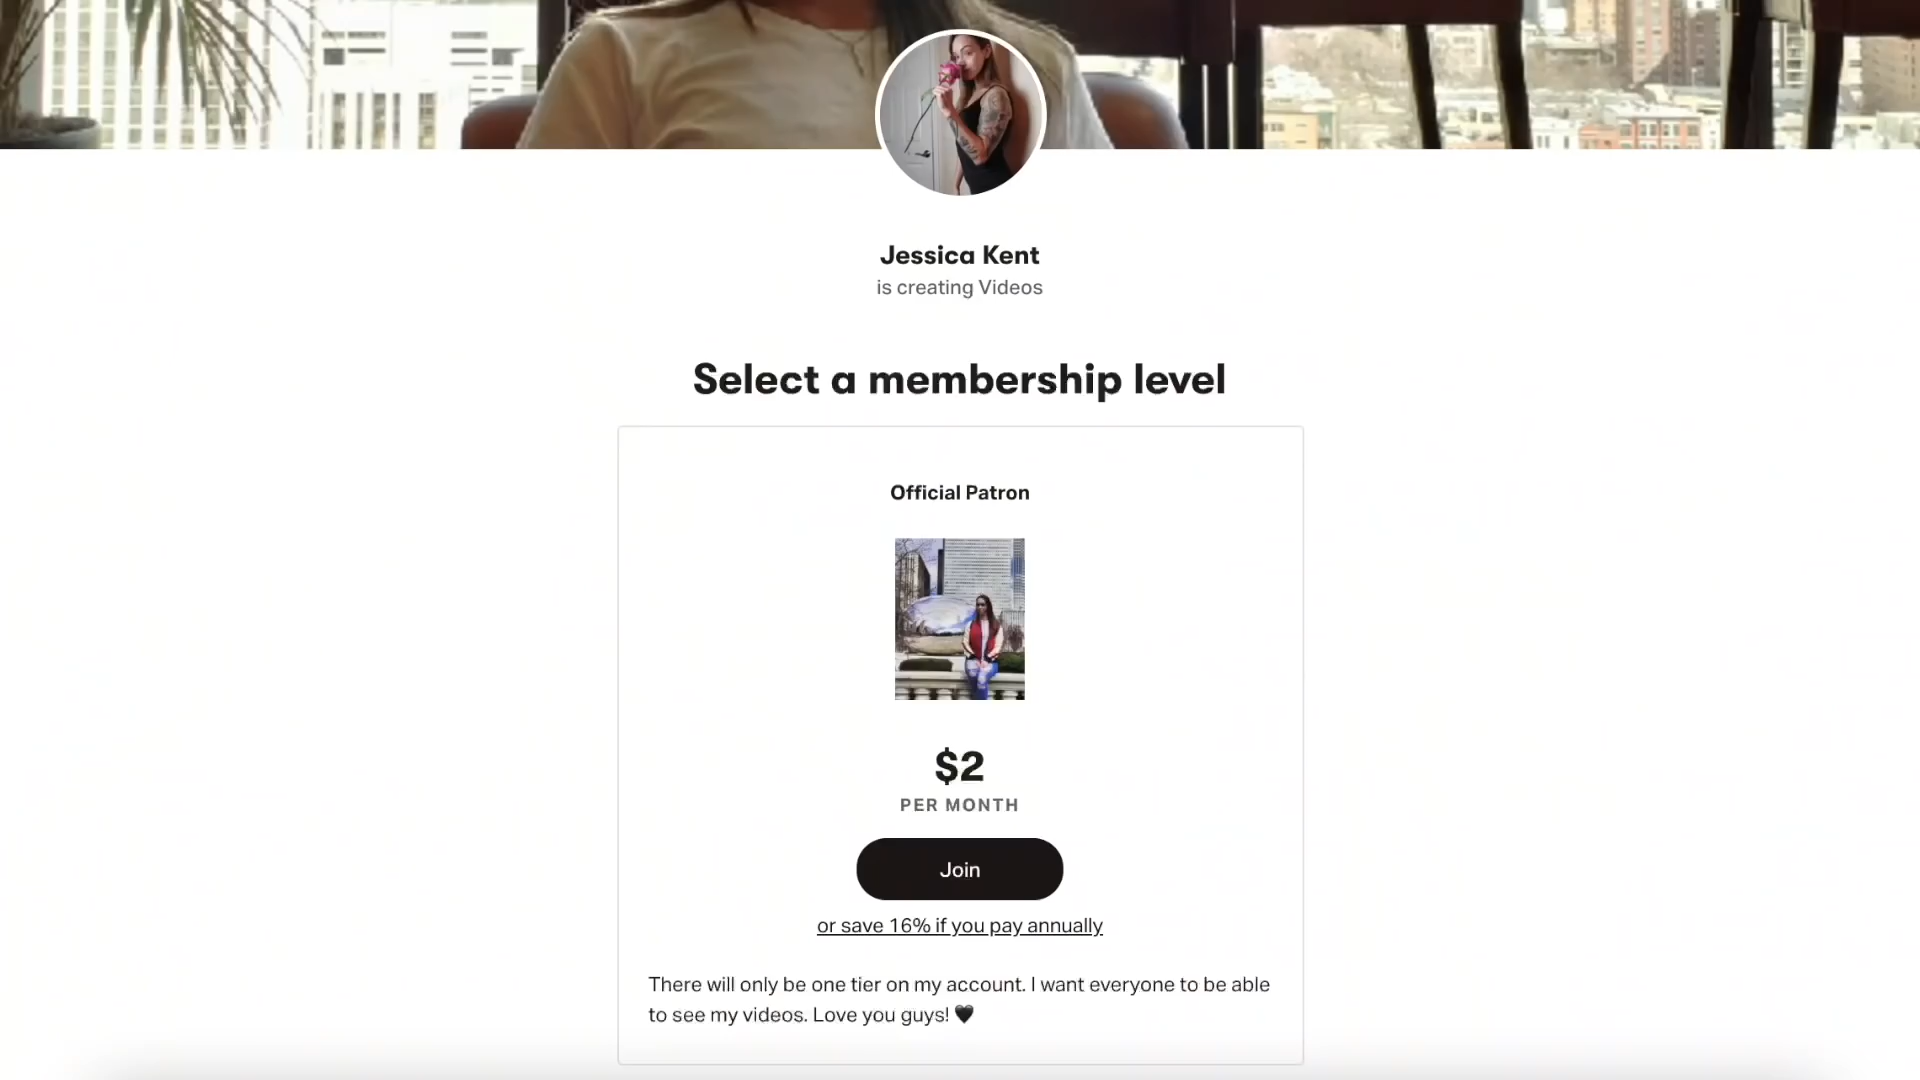 Jessica Kent
is creating Videos
Select a membership level
Official Patron
$2
PER MONTH
Join
or save 16% if you pay annually
There will only be one tier on my account. I want everyone to be able
to see my videos. Love you guys! 🖤